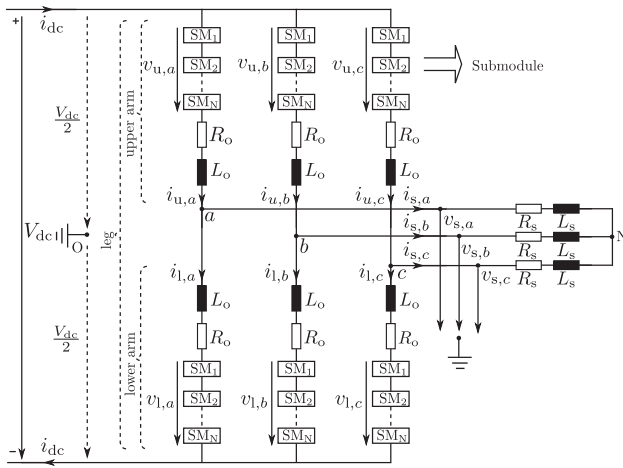 + i_dc
SM_1 SM_1 SM_1
v_u,a SM_2 v_u,b SM_2 v_u,c SM_2 Submodule
SM_N SM_N SM_N
V_dc/2
upper arm
R_o R_o R_o
L_o L_o L_o
i_u,a i_u,b i_u,c i_s,a
a v_s,a R_s L_s
V_dc O leg i_s,b N
b v_s,b R_s L_s
i_s,c
i_l,a i_l,b i_l,c c v_s,c R_s L_s
L_o L_o L_o
V_dc/2
R_o R_o R_o
lower arm
SM_1 SM_1 SM_1
v_l,a SM_2 v_l,b SM_2 v_l,c SM_2
SM_N SM_N SM_N
- i_dc